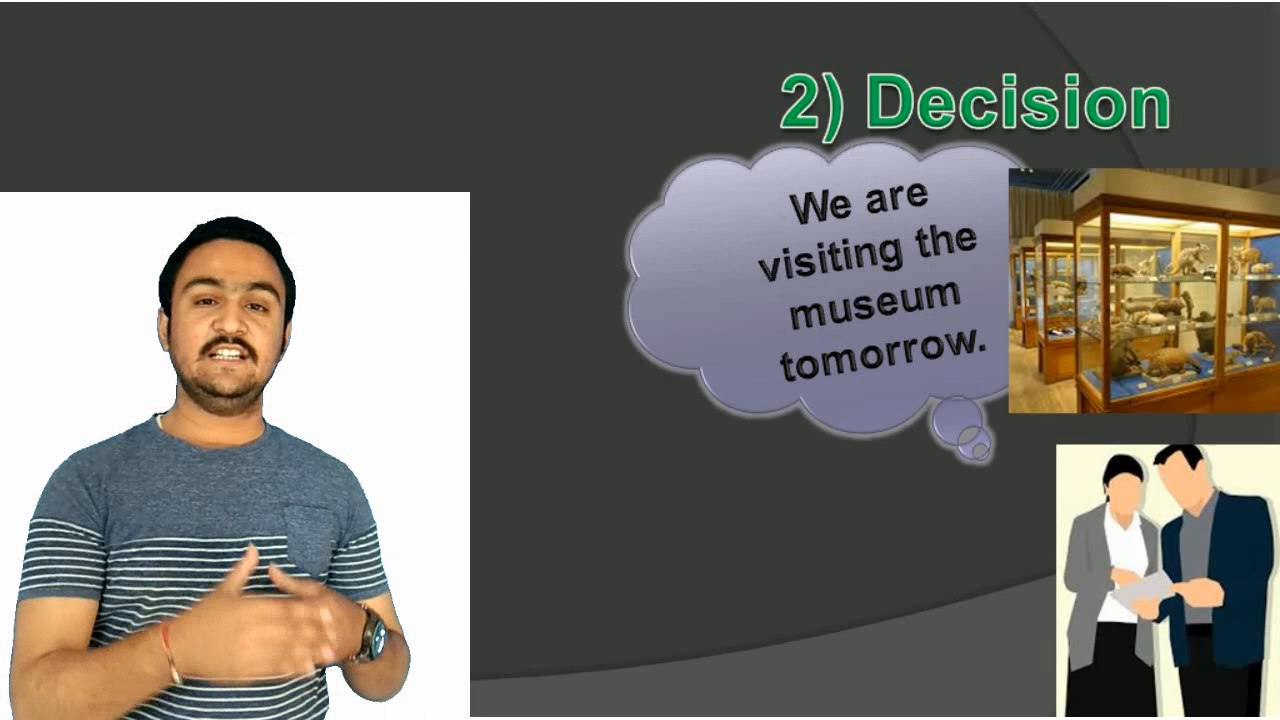 2) Decision
We are
visiting the
museum
tomorrow.